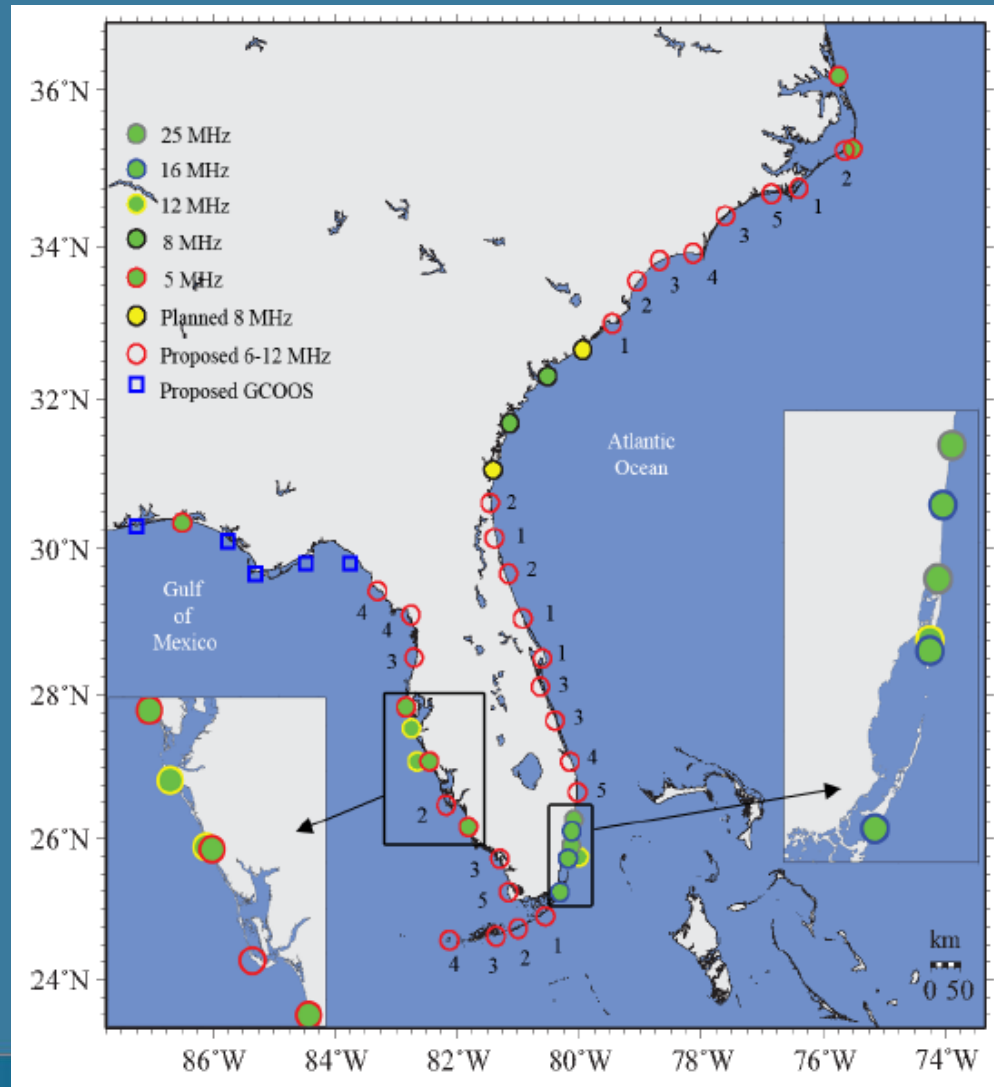 36°N
34°N
32°N
30°N
28°N
26°N
24°N
25 MHz
16 MHz
12 MHz
8 MHz
5 MHz
Planned 8 MHz
Proposed 6-12 MHz
Proposed GCOOS
Atlantic
Ocean
Gulf
of
Mexico
2
1
5
3
4
3
2
1
2
1
2
1
1
3
3
4
5
4
4
3
2
3
5
4
3
2
1
km
0 50
86°W
84°W
82°W
80°W
78°W
76°W
74°W